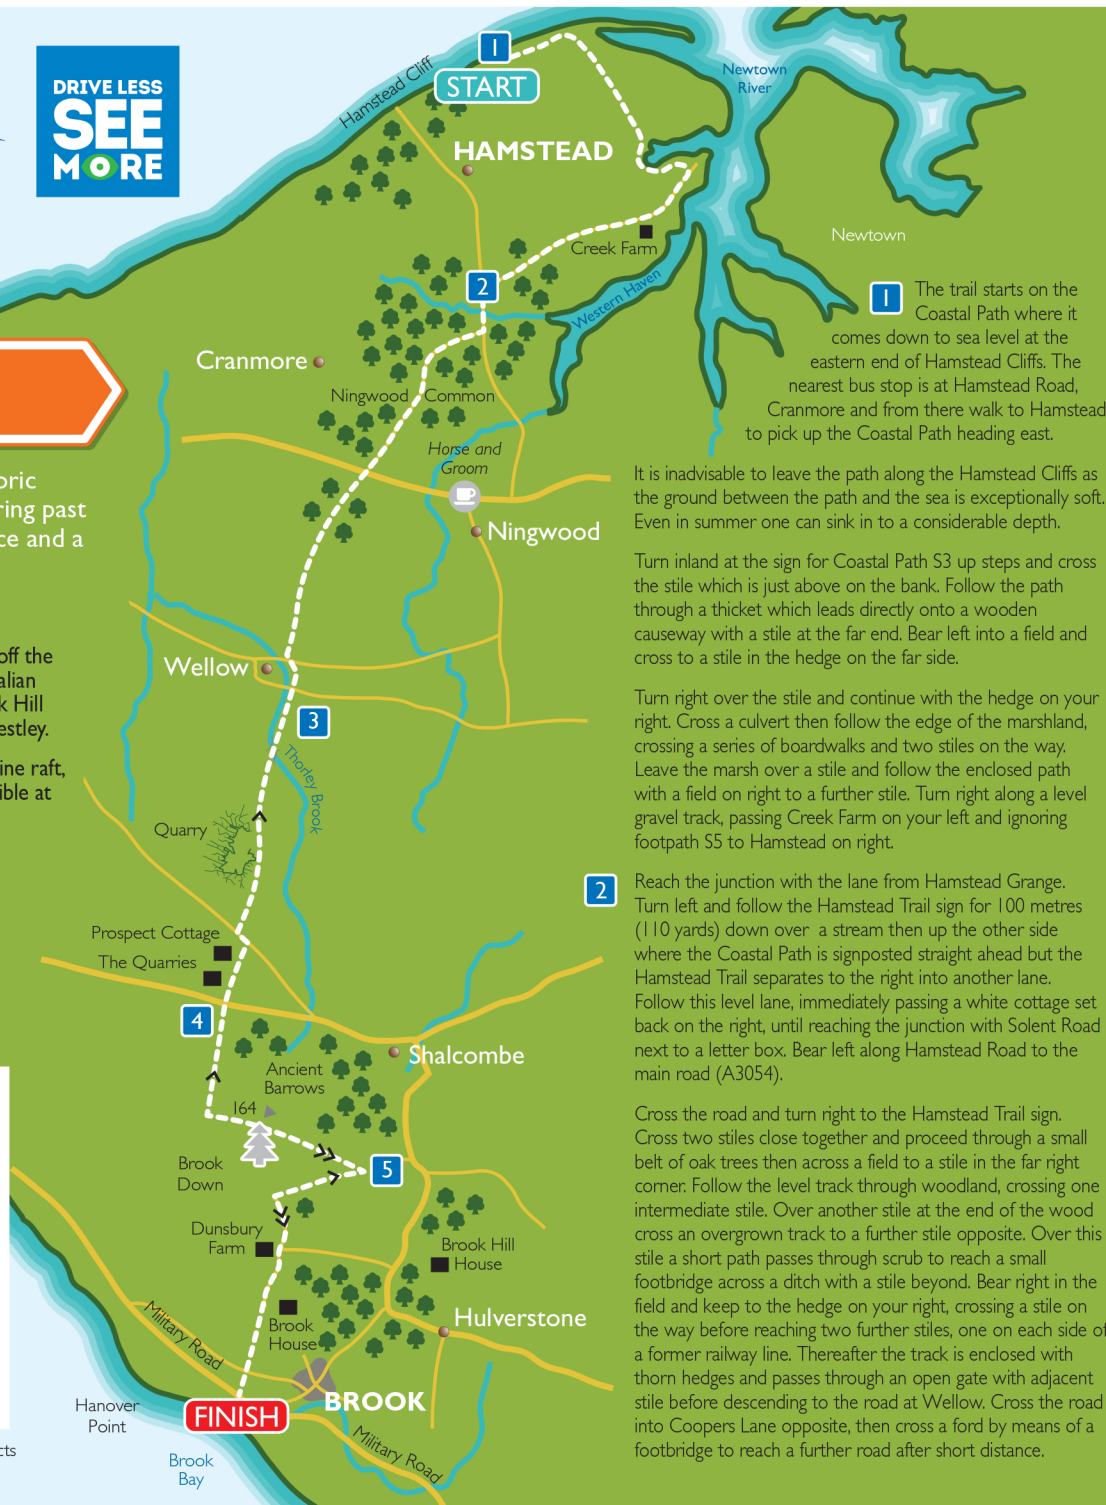 DRIVE LESS
SEE
MORE
Hamstead Cliff
1
START
HAMSTEAD
Newtown
River
Creek Farm
Newtown
2
Western Haven
Cranmore
Ningwood Common
Horse and
Groom
Ningwood
oric
ring past
ce and a
off the
alian
k Hill
estley.
ine raft,
ible at
Wellow
3
Thorley Brook
Quarry
Prospect Cottage
The Quarries
4
Shalcombe
Ancient
Barrows
164
Brook
Down
5
Dunsbury
Farm
Brook Hill
House
Military Road
Brook
House
Hulverstone
Hanover
Point
FINISH
BROOK
Military Road
Brook
Bay
cts
1 The trail starts on the
Coastal Path where it
comes down to sea level at the
eastern end of Hamstead Cliffs. The
nearest bus stop is at Hamstead Road,
Cranmore and from there walk to Hamstead
to pick up the Coastal Path heading east.
It is inadvisable to leave the path along the Hamstead Cliffs as
the ground between the path and the sea is exceptionally soft.
Even in summer one can sink in to a considerable depth.
Turn inland at the sign for Coastal Path S3 up steps and cross
the stile which is just above on the bank. Follow the path
through a thicket which leads directly onto a wooden
causeway with a stile at the far end. Bear left into a field and
cross to a stile in the hedge on the far side.
Turn right over the stile and continue with the hedge on your
right. Cross a culvert then follow the edge of the marshland,
crossing a series of boardwalks and two stiles on the way.
Leave the marsh over a stile and follow the enclosed path
with a field on right to a further stile. Turn right along a level
gravel track, passing Creek Farm on your left and ignoring
footpath S5 to Hamstead on right.
2 Reach the junction with the lane from Hamstead Grange.
Turn left and follow the Hamstead Trail sign for 100 metres
(110 yards) down over a stream then up the other side
where the Coastal Path is signposted straight ahead but the
Hamstead Trail separates to the right into another lane.
Follow this level lane, immediately passing a white cottage set
back on the right, until reaching the junction with Solent Road
next to a letter box. Bear left along Hamstead Road to the
main road (A3054).
Cross the road and turn right to the Hamstead Trail sign.
Cross two stiles close together and proceed through a small
belt of oak trees then across a field to a stile in the far right
corner. Follow the level track through woodland, crossing one
intermediate stile. Over another stile at the end of the wood
cross an overgrown track to a further stile opposite. Over this
stile a short path passes through scrub to reach a small
footbridge across a ditch with a stile beyond. Bear right in the
field and keep to the hedge on your right, crossing a stile on
the way before reaching two further stiles, one on each side of
a former railway line. Thereafter the track is enclosed with
thorn hedges and passes through an open gate with adjacent
stile before descending to the road at Wellow. Cross the road
into Coopers Lane opposite, then cross a ford by means of a
footbridge to reach a further road after short distance.